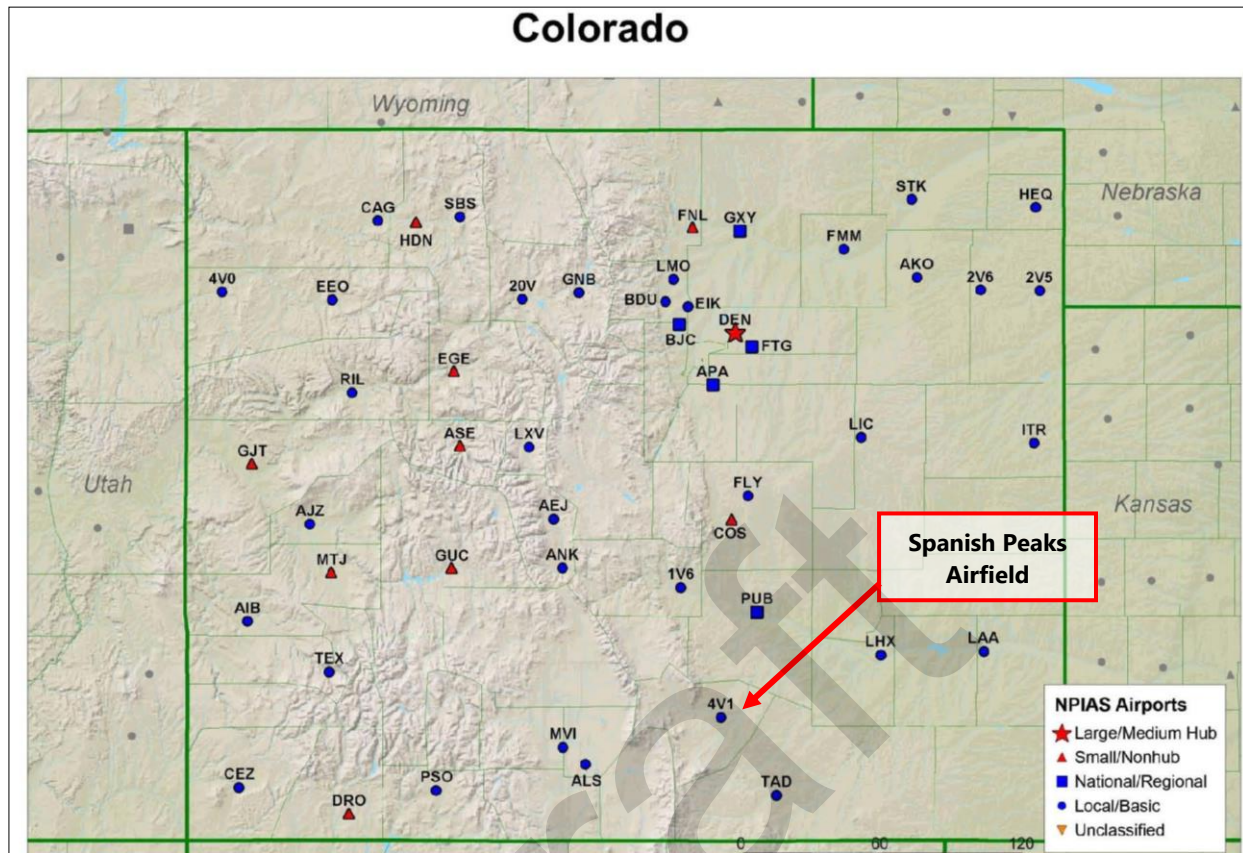 Colorado
Wyoming
Nebraska
Utah
Kansas
STK
HEQ
CAG
SBS
HDN
FNL
GXY
FMM
AKO
2V6
2V5
4V0
EEO
20V
GNB
LMO
BDU
EIK
DEN
BJC
FTG
EGE
RIL
APA
ASE
LXV
LIC
ITR
GJT
FLY
AJZ
AEJ
COS
MTJ
GUC
ANK
1V6
PUB
Spanish Peaks
Airfield
AIB
TEX
LHX
LAA
4V1
MVI
ALS
CEZ
PSO
DRO
TAD
NPIAS Airports
Large/Medium Hub
Small/Nonhub
National/Regional
Local/Basic
Unclassified
0
60
120
raft